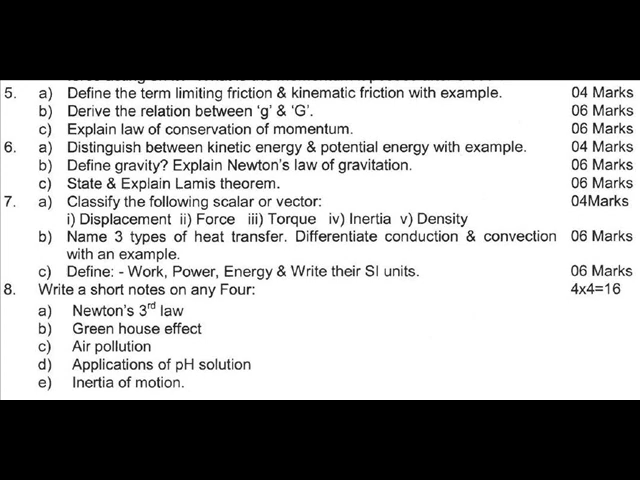 5. a) Define the term limiting friction & kinematic friction with example. 04 Marks
b) Derive the relation between 'g' & 'G'. 06 Marks
c) Explain law of conservation of momentum. 06 Marks
6. a) Distinguish between kinetic energy & potential energy with example. 04 Marks
b) Define gravity? Explain Newton's law of gravitation. 06 Marks
c) State & Explain Lamis theorem. 06 Marks
7. a) Classify the following scalar or vector: 04Marks
i) Displacement ii) Force iii) Torque iv) Inertia v) Density
b) Name 3 types of heat transfer. Differentiate conduction & convection 06 Marks
with an example.
c) Define: - Work, Power, Energy & Write their SI units. 06 Marks
8. Write a short notes on any Four: 4x4=16
a) Newton's 3rd law
b) Green house effect
c) Air pollution
d) Applications of pH solution
e) Inertia of motion.